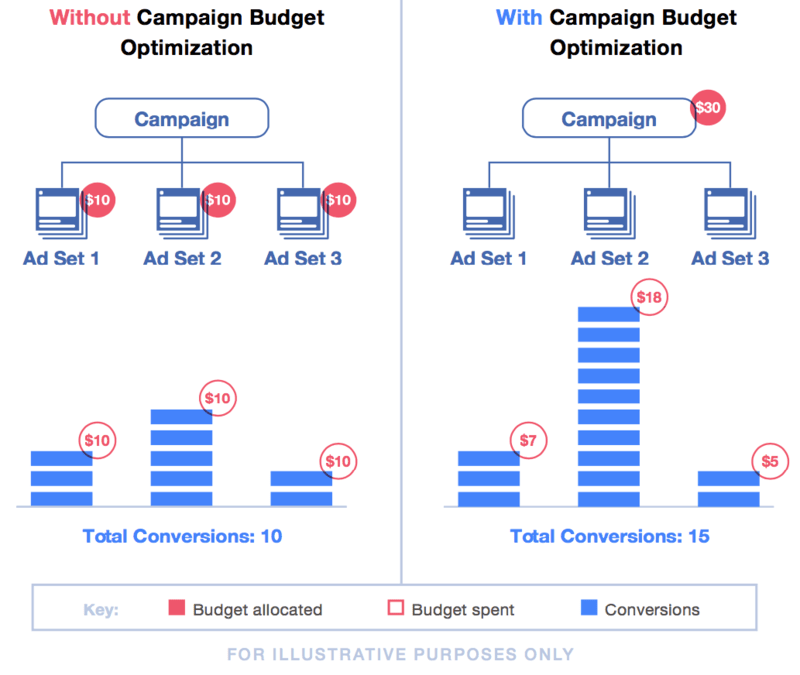 Without Campaign Budget
Optimization
Campaign
$10
$10
$10
Ad Set 1
Ad Set 2
Ad Set 3
$10
$10
$10
Total Conversions: 10
With Campaign Budget
Optimization
Campaign
$30
Ad Set 1
Ad Set 2
Ad Set 3
$7
$18
$5
Total Conversions: 15
Key:
Budget allocated
Budget spent
Conversions
FOR ILLUSTRATIVE PURPOSES ONLY